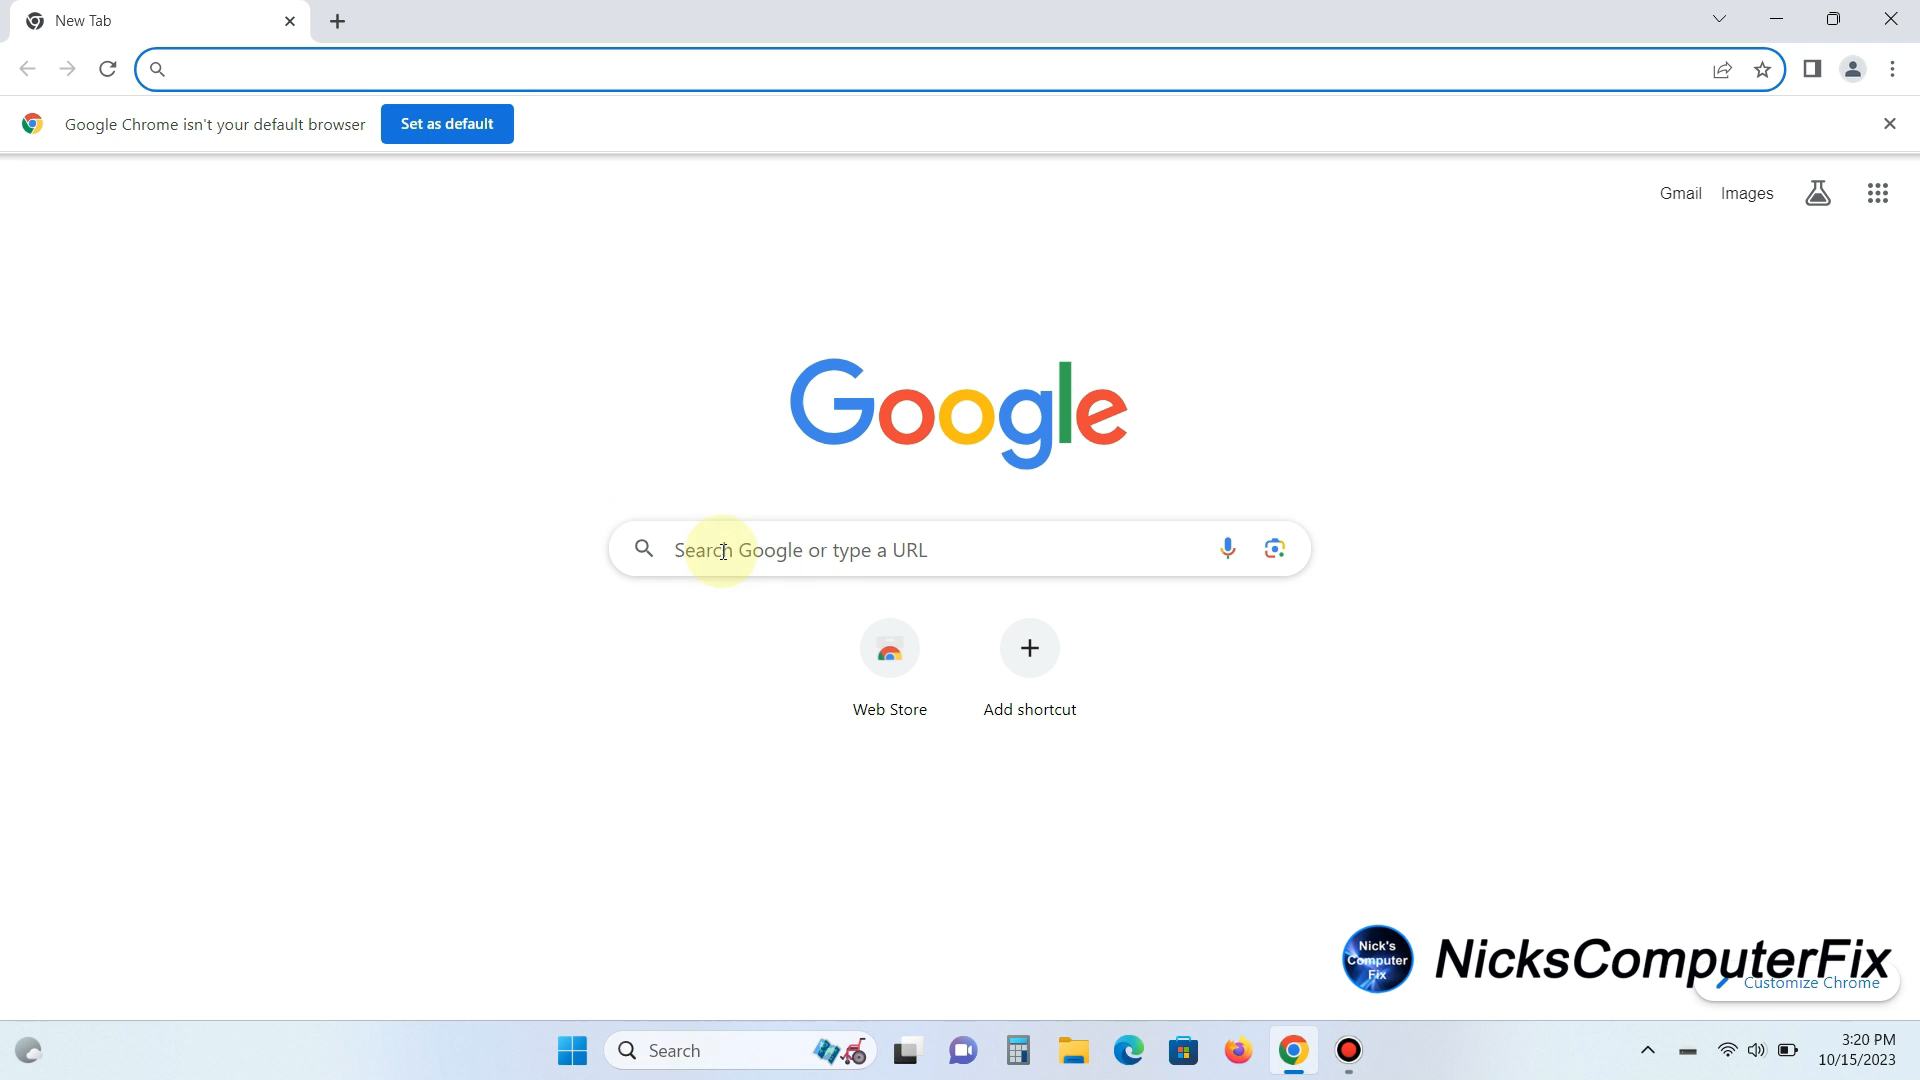 New Tab
Google Chrome isn't your default browser
Set as default
Gmail
Images
Google
Search Google or type a URL
Web Store
Add shortcut
Nick's
Computer
Fix
NicksComputerFix
Customize Chrome
Search
3:20 PM
10/15/2023